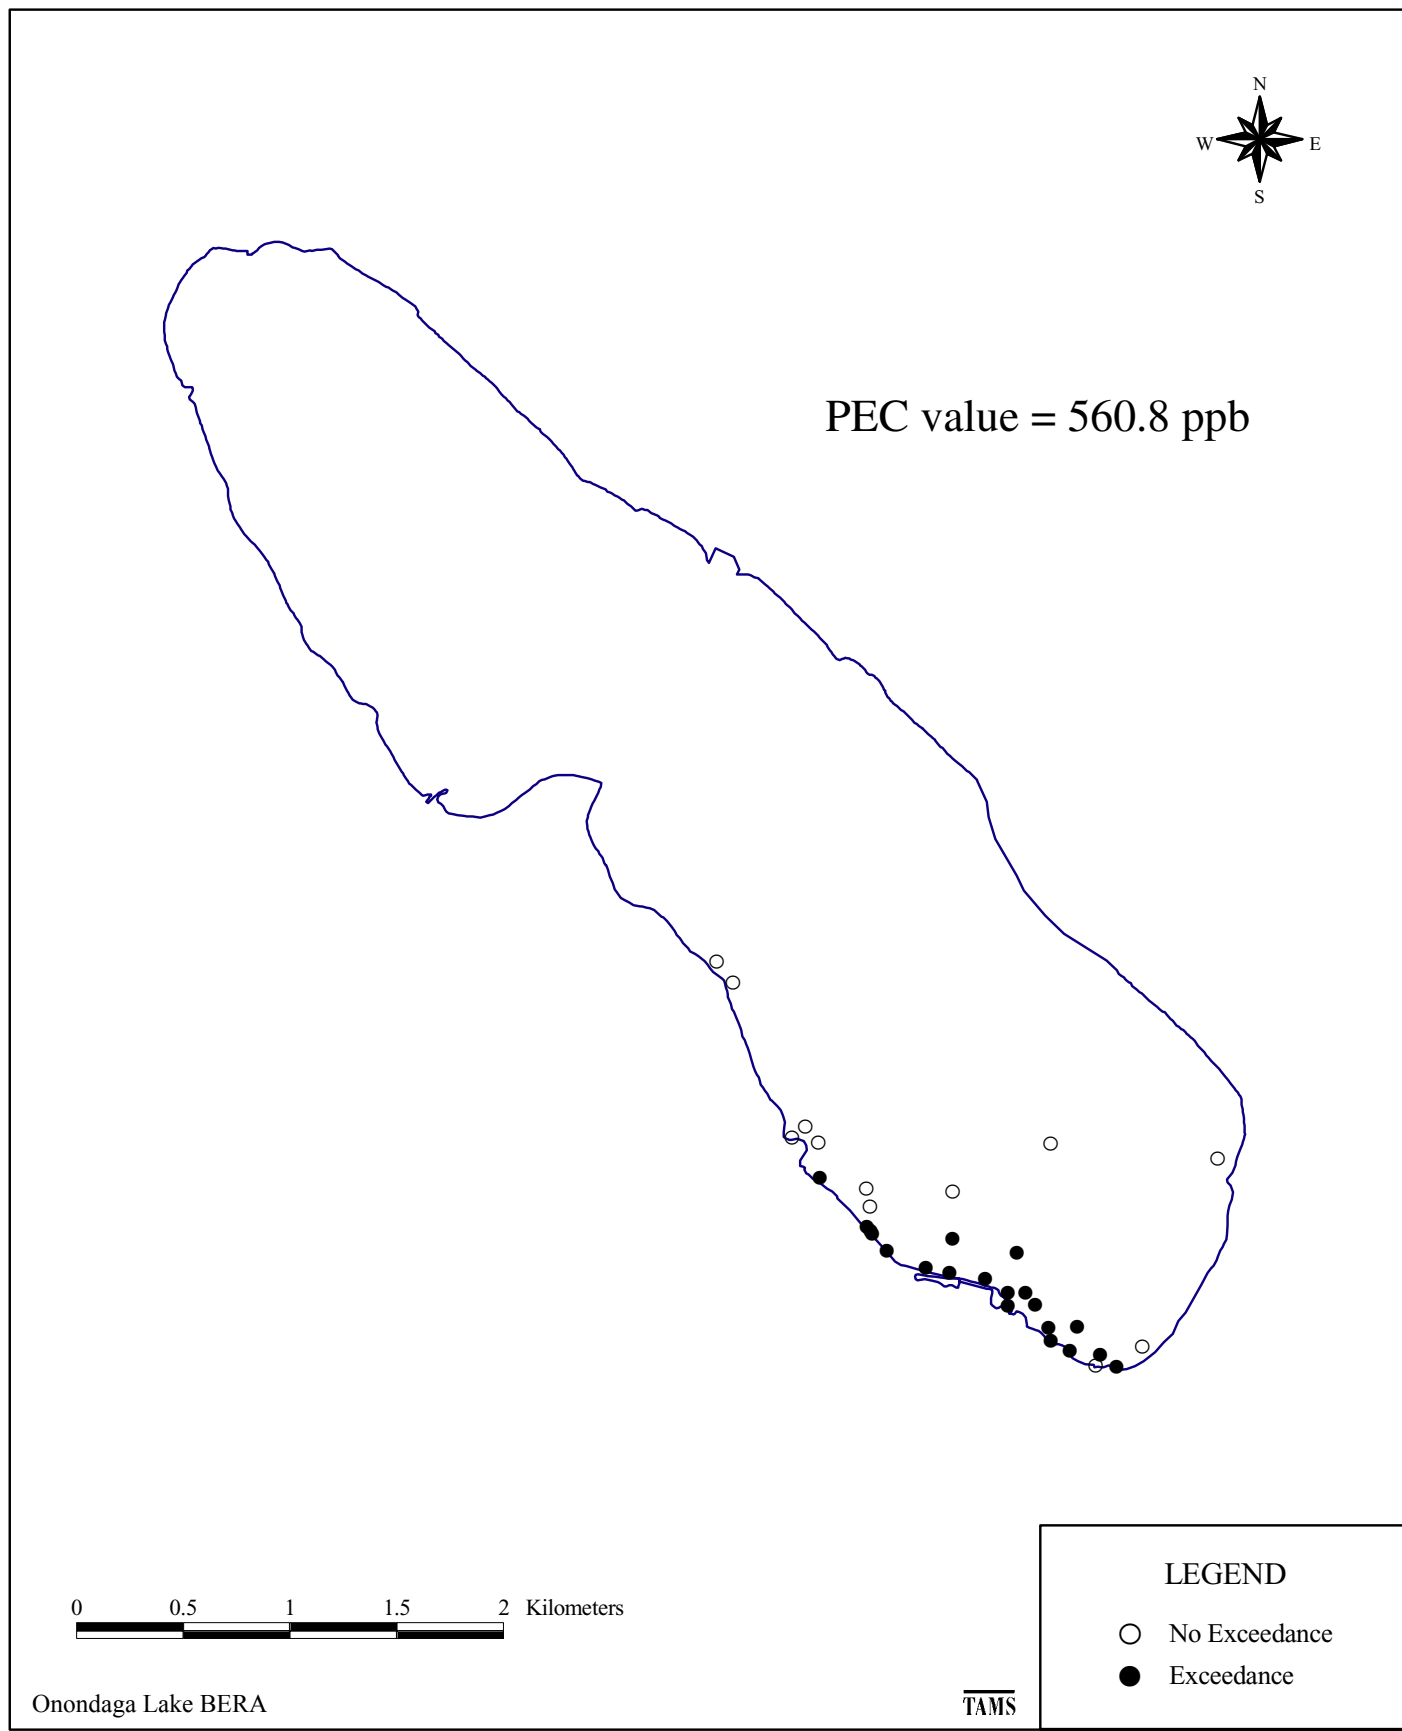 N
W E
S
PEC value = 560.8 ppb
0 0.5 1 1.5 2 Kilometers
LEGEND
No Exceedance
Exceedance
Onondaga Lake BERA
TAMS